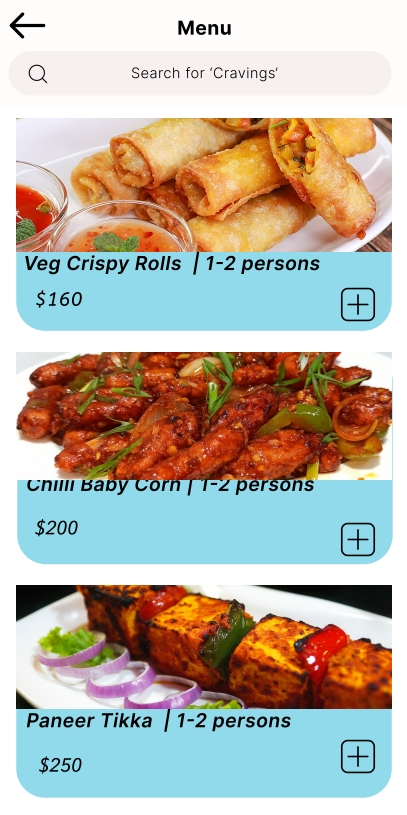 Menu
Search for ‘Cravings’
Veg Crispy Rolls | 1-2 persons
$160
Chilli Baby Corn | 1-2 persons
$200
Paneer Tikka | 1-2 persons
$250